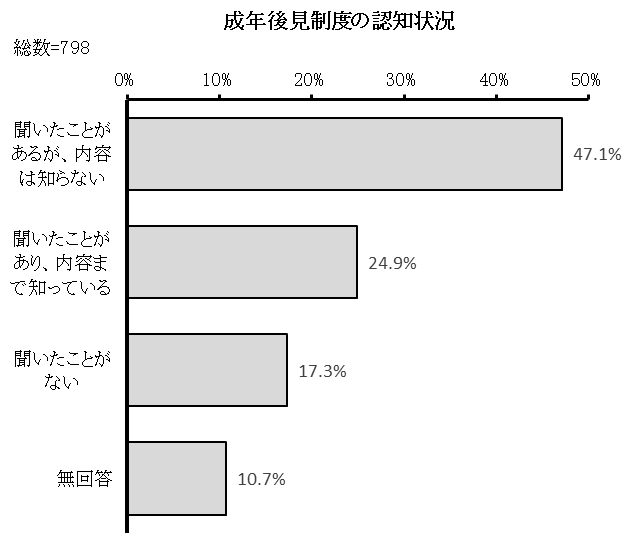 成年後見制度の認知状況
総数=798
0%
10%
20%
30%
40%
50%
聞いたことが
あるが、内容
は知らない
47.1%
聞いたことが
あり、内容ま
で知っている
24.9%
聞いたことが
ない
17.3%
無回答
10.7%